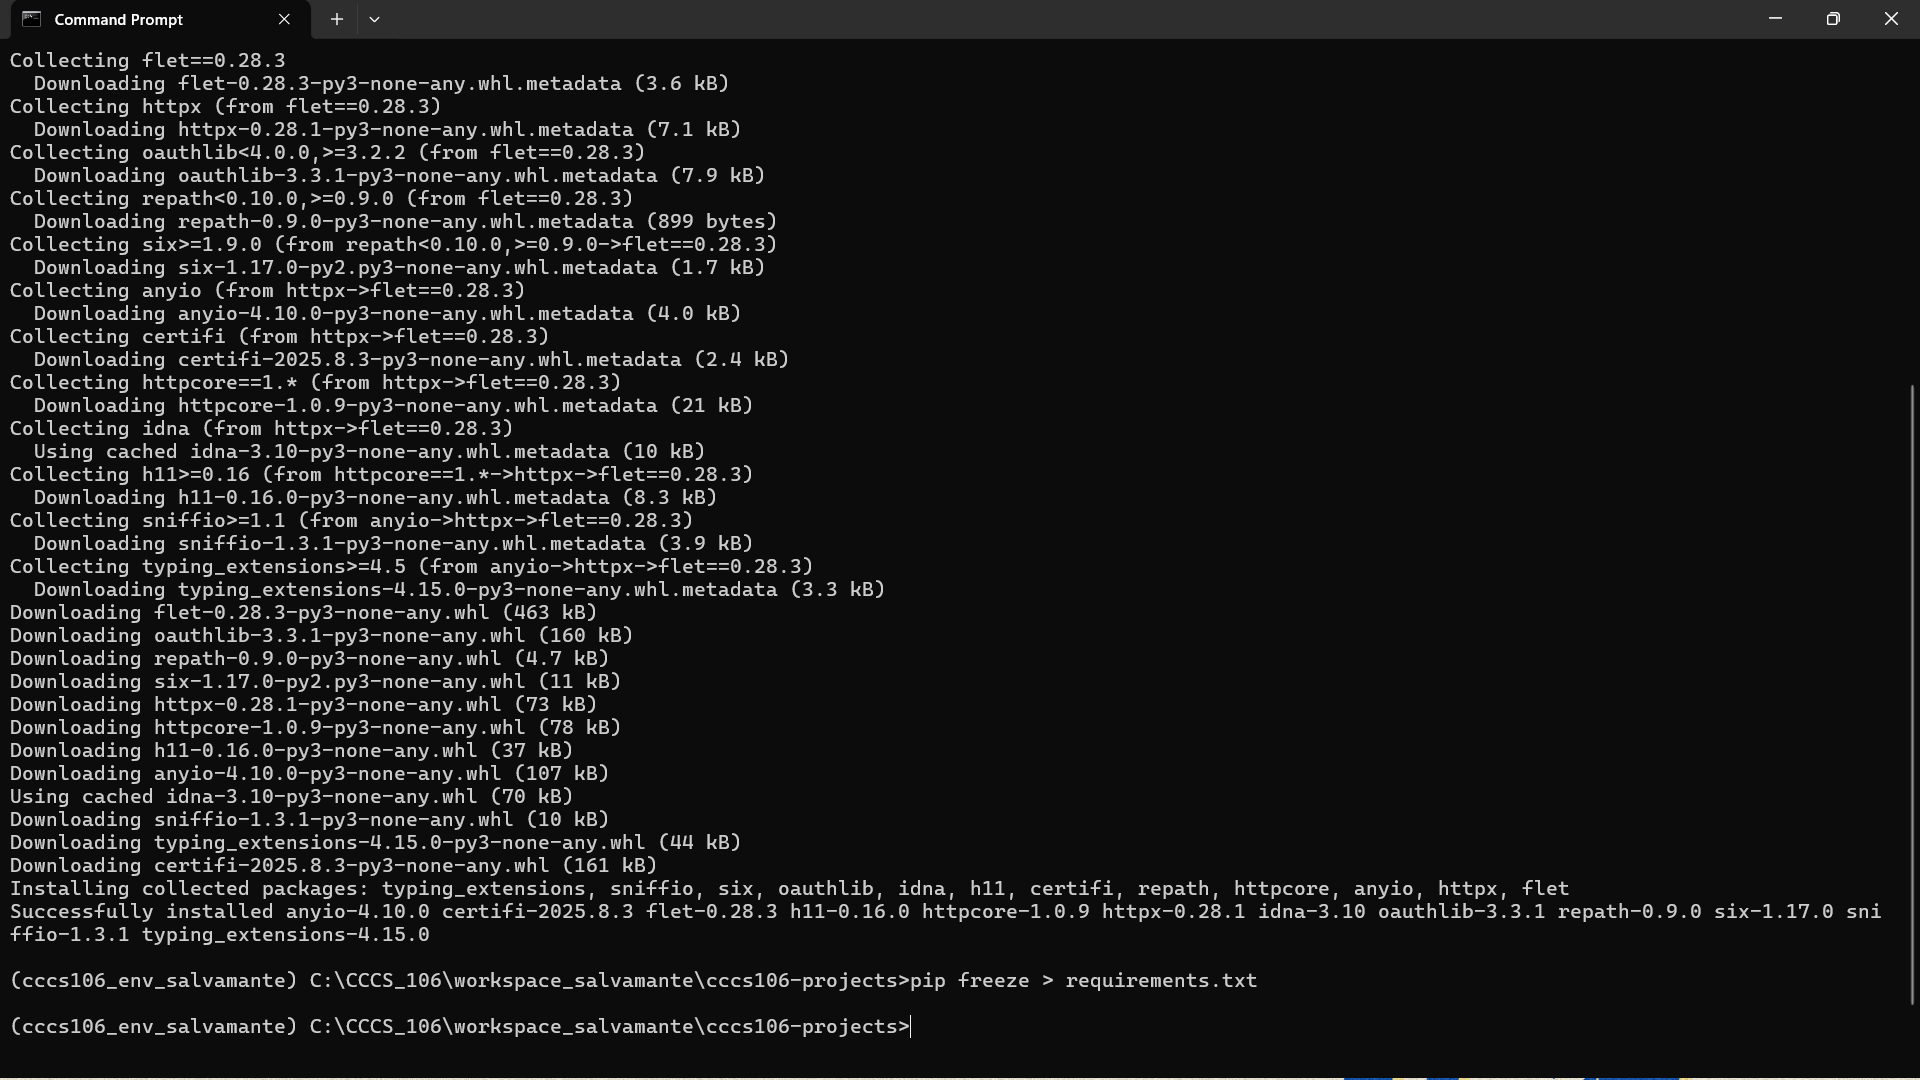 Command Prompt
Collecting flet==0.28.3
Downloading flet-0.28.3-py3-none-any.whl.metadata (3.6 kB)
Collecting httpx (from flet==0.28.3)
Downloading httpx-0.28.1-py3-none-any.whl.metadata (7.1 kB)
Collecting oauthlib<4.0.0,>=3.2.2 (from flet==0.28.3)
Downloading oauthlib-3.3.1-py3-none-any.whl.metadata (7.9 kB)
Collecting repath<0.10.0,>=0.9.0 (from flet==0.28.3)
Downloading repath-0.9.0-py3-none-any.whl.metadata (899 bytes)
Collecting six>=1.9.0 (from repath<0.10.0,>=0.9.0->flet==0.28.3)
Downloading six-1.17.0-py2.py3-none-any.whl.metadata (1.7 kB)
Collecting anyio (from httpx->flet==0.28.3)
Downloading anyio-4.10.0-py3-none-any.whl.metadata (4.0 kB)
Collecting certifi (from httpx->flet==0.28.3)
Downloading certifi-2025.8.3-py3-none-any.whl.metadata (2.4 kB)
Collecting httpcore==1.* (from httpx->flet==0.28.3)
Downloading httpcore-1.0.9-py3-none-any.whl.metadata (21 kB)
Collecting idna (from httpx->flet==0.28.3)
Using cached idna-3.10-py3-none-any.whl.metadata (10 kB)
Collecting h11>=0.16 (from httpcore==1.*->httpx->flet==0.28.3)
Downloading h11-0.16.0-py3-none-any.whl.metadata (8.3 kB)
Collecting sniffio>=1.1 (from anyio->httpx->flet==0.28.3)
Downloading sniffio-1.3.1-py3-none-any.whl.metadata (3.9 kB)
Collecting typing_extensions>=4.5 (from anyio->httpx->flet==0.28.3)
Downloading typing_extensions-4.15.0-py3-none-any.whl.metadata (3.3 kB)
Downloading flet-0.28.3-py3-none-any.whl (463 kB)
Downloading oauthlib-3.3.1-py3-none-any.whl (160 kB)
Downloading repath-0.9.0-py3-none-any.whl (4.7 kB)
Downloading six-1.17.0-py2.py3-none-any.whl (11 kB)
Downloading httpx-0.28.1-py3-none-any.whl (73 kB)
Downloading httpcore-1.0.9-py3-none-any.whl (78 kB)
Downloading h11-0.16.0-py3-none-any.whl (37 kB)
Downloading anyio-4.10.0-py3-none-any.whl (107 kB)
Using cached idna-3.10-py3-none-any.whl (70 kB)
Downloading sniffio-1.3.1-py3-none-any.whl (10 kB)
Downloading typing_extensions-4.15.0-py3-none-any.whl (44 kB)
Downloading certifi-2025.8.3-py3-none-any.whl (161 kB)
Installing collected packages: typing_extensions, sniffio, six, oauthlib, idna, h11, certifi, repath, httpcore, anyio, httpx, flet
Successfully installed anyio-4.10.0 certifi-2025.8.3 flet-0.28.3 h11-0.16.0 httpcore-1.0.9 httpx-0.28.1 idna-3.10 oauthlib-3.3.1 repath-0.9.0 six-1.17.0 sni
ffio-1.3.1 typing_extensions-4.15.0
(cccs106_env_salvamante) C:\CCCS_106\workspace_salvamante\cccs106-projects>pip freeze > requirements.txt
(cccs106_env_salvamante) C:\CCCS_106\workspace_salvamante\cccs106-projects>